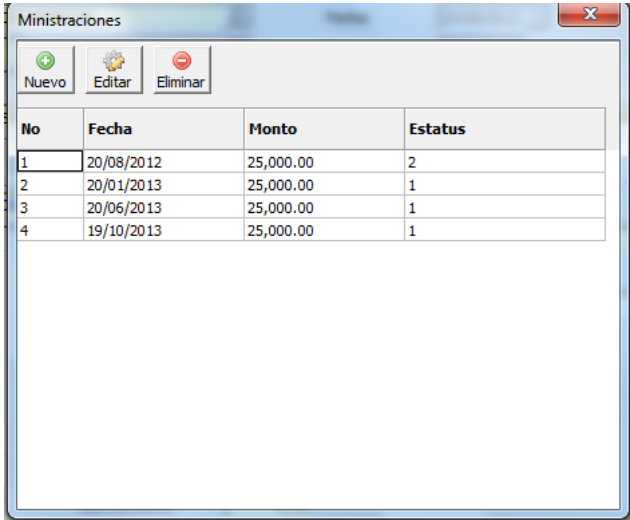 Ministraciones
Nuevo Editar Eliminar
No Fecha Monto Estatus
1 20/08/2012 25,000.00 2
2 20/01/2013 25,000.00 1
3 20/06/2013 25,000.00 1
4 19/10/2013 25,000.00 1